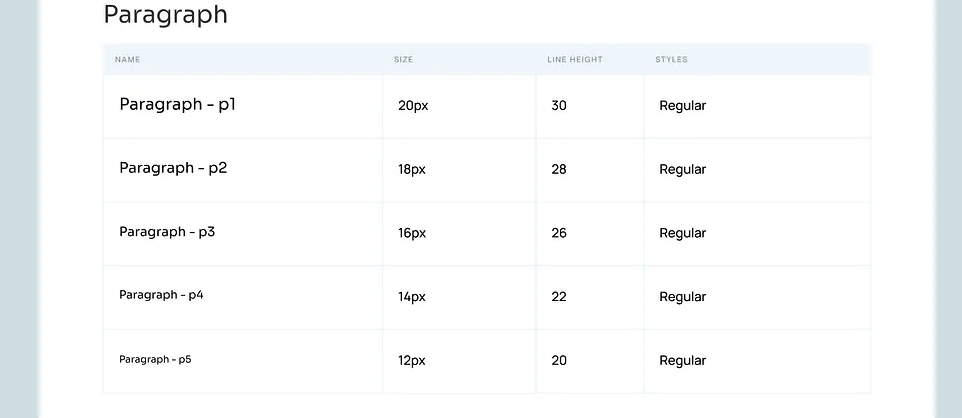 Paragraph
NAME SIZE LINE HEIGHT STYLES
Paragraph - p1 20px 30 Regular
Paragraph - p2 18px 28 Regular
Paragraph - p3 16px 26 Regular
Paragraph - p4 14px 22 Regular
Paragraph - p5 12px 20 Regular